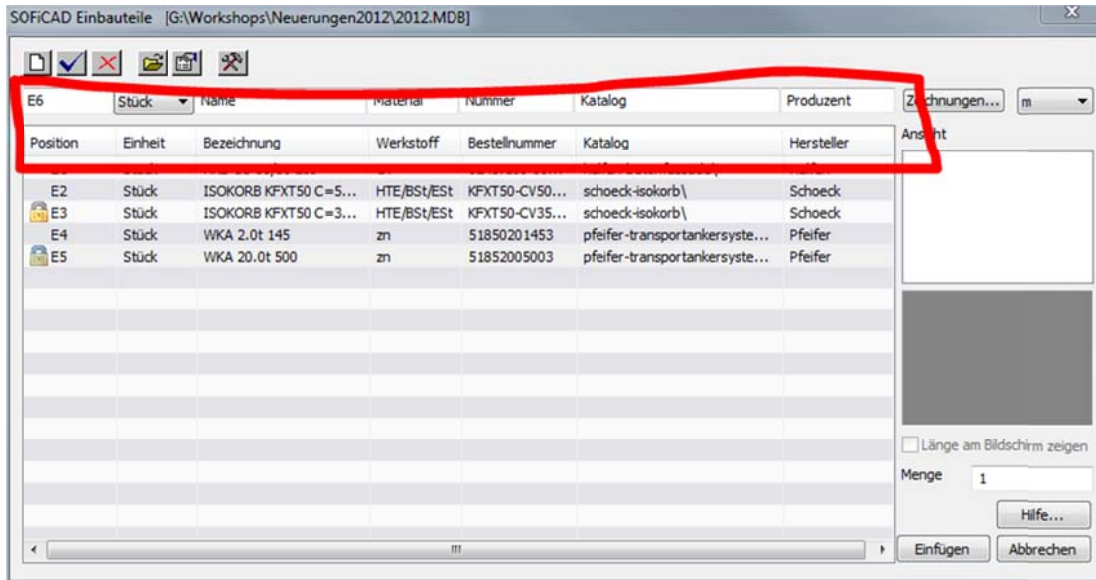 SOFiCAD Einbauteile [G:\Workshops\Neuerungen2012\2012.MDB]
E6 Stück Name Material Nummer Katalog Produzent Zeichnungen... m
Position Einheit Bezeichnung Werkstoff Bestellnummer Katalog Hersteller Ansicht
E2 Stück ISOKORB KFXT50 C=5... HTE/BSt/ESt KFXT50-CV50... schoeck-isokorb\ Schoeck
E3 Stück ISOKORB KFXT50 C=3... HTE/BSt/ESt KFXT50-CV35... schoeck-isokorb\ Schoeck
E4 Stück WKA 2.0t 145 zn 51850201453 pfeifer-transportankersyste... Pfeifer
E5 Stück WKA 20.0t 500 zn 51852005003 pfeifer-transportankersyste... Pfeifer
Länge am Bildschirm zeigen
Menge 1
Hilfe...
Einfügen Abbrechen